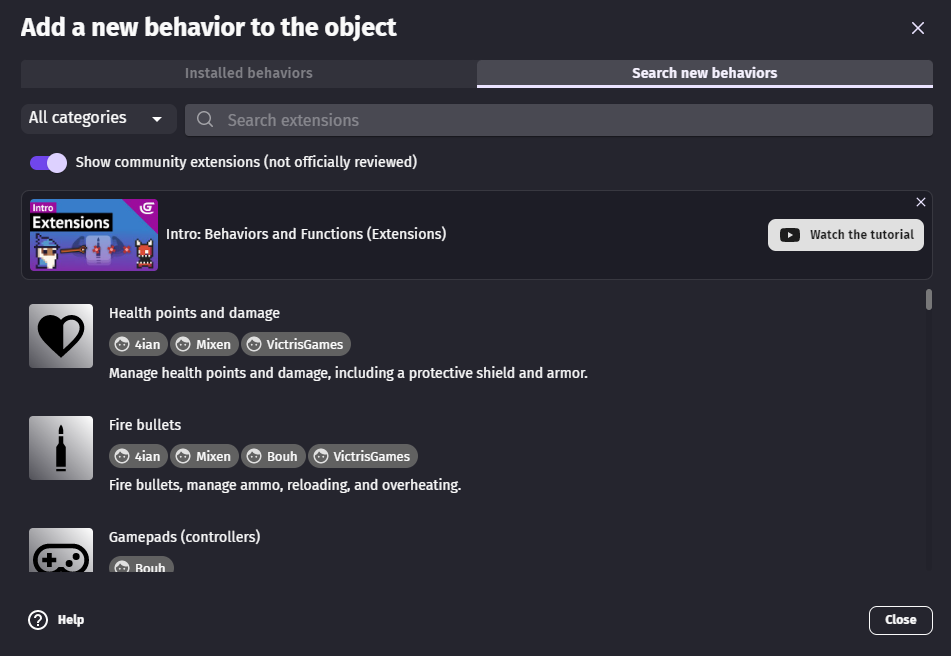 Add a new behavior to the object
Installed behaviors
Search new behaviors
All categories
Search extensions
Show community extensions (not officially reviewed)
Intro
Extensions
Intro: Behaviors and Functions (Extensions)
Watch the tutorial
Health points and damage
4ian Mixen VictrisGames
Manage health points and damage, including a protective shield and armor.
Fire bullets
4ian Mixen Bouh VictrisGames
Fire bullets, manage ammo, reloading, and overheating.
Gamepads (controllers)
Bouh
Help
Close